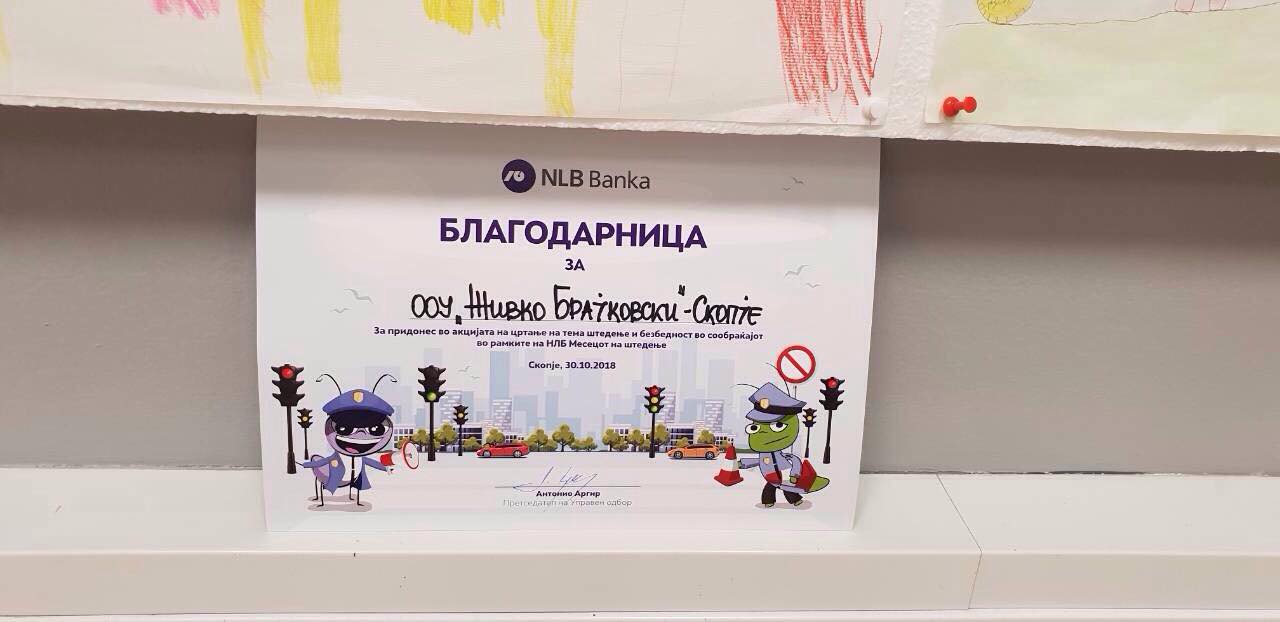 NLB Banka
БЛАГОДАРНИЦА
ЗА
ООУ „Живко Брајковски"-Скопје
За придонес во акцијата на цртање на тема штедење и безбедност во сообраќајот
во рамките на НЛБ Месецот на штедење
Скопје, 30.10.2018
Антонио Аргир
Претседател на Управен одбор